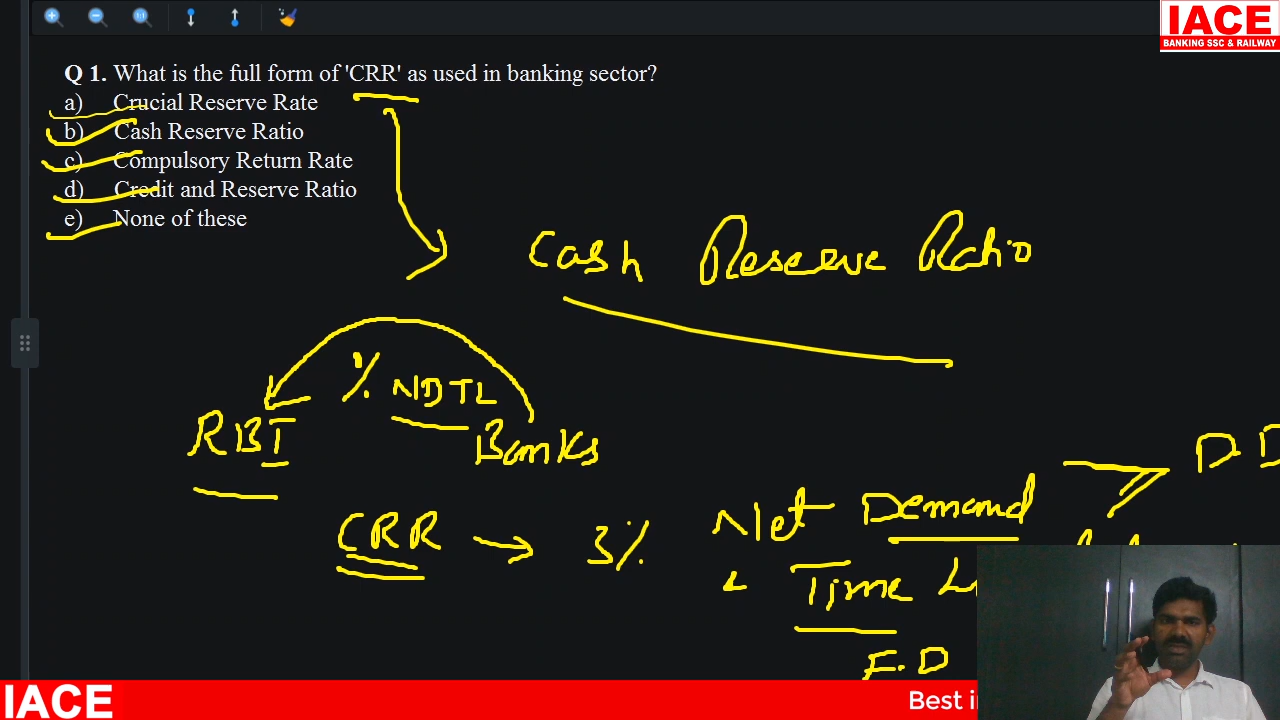 IACE
BANKING SSC & RAILWAY
Q 1. What is the full form of 'CRR' as used in banking sector?
a) Crucial Reserve Rate
b) Cash Reserve Ratio
c) Compulsory Return Rate
d) Credit and Reserve Ratio
e) None of these
Cash Reserve Ratio
% NDTL
RBI Banks
D D
CRR → 3% Net Demand
Time
F.D
IACE
Best i